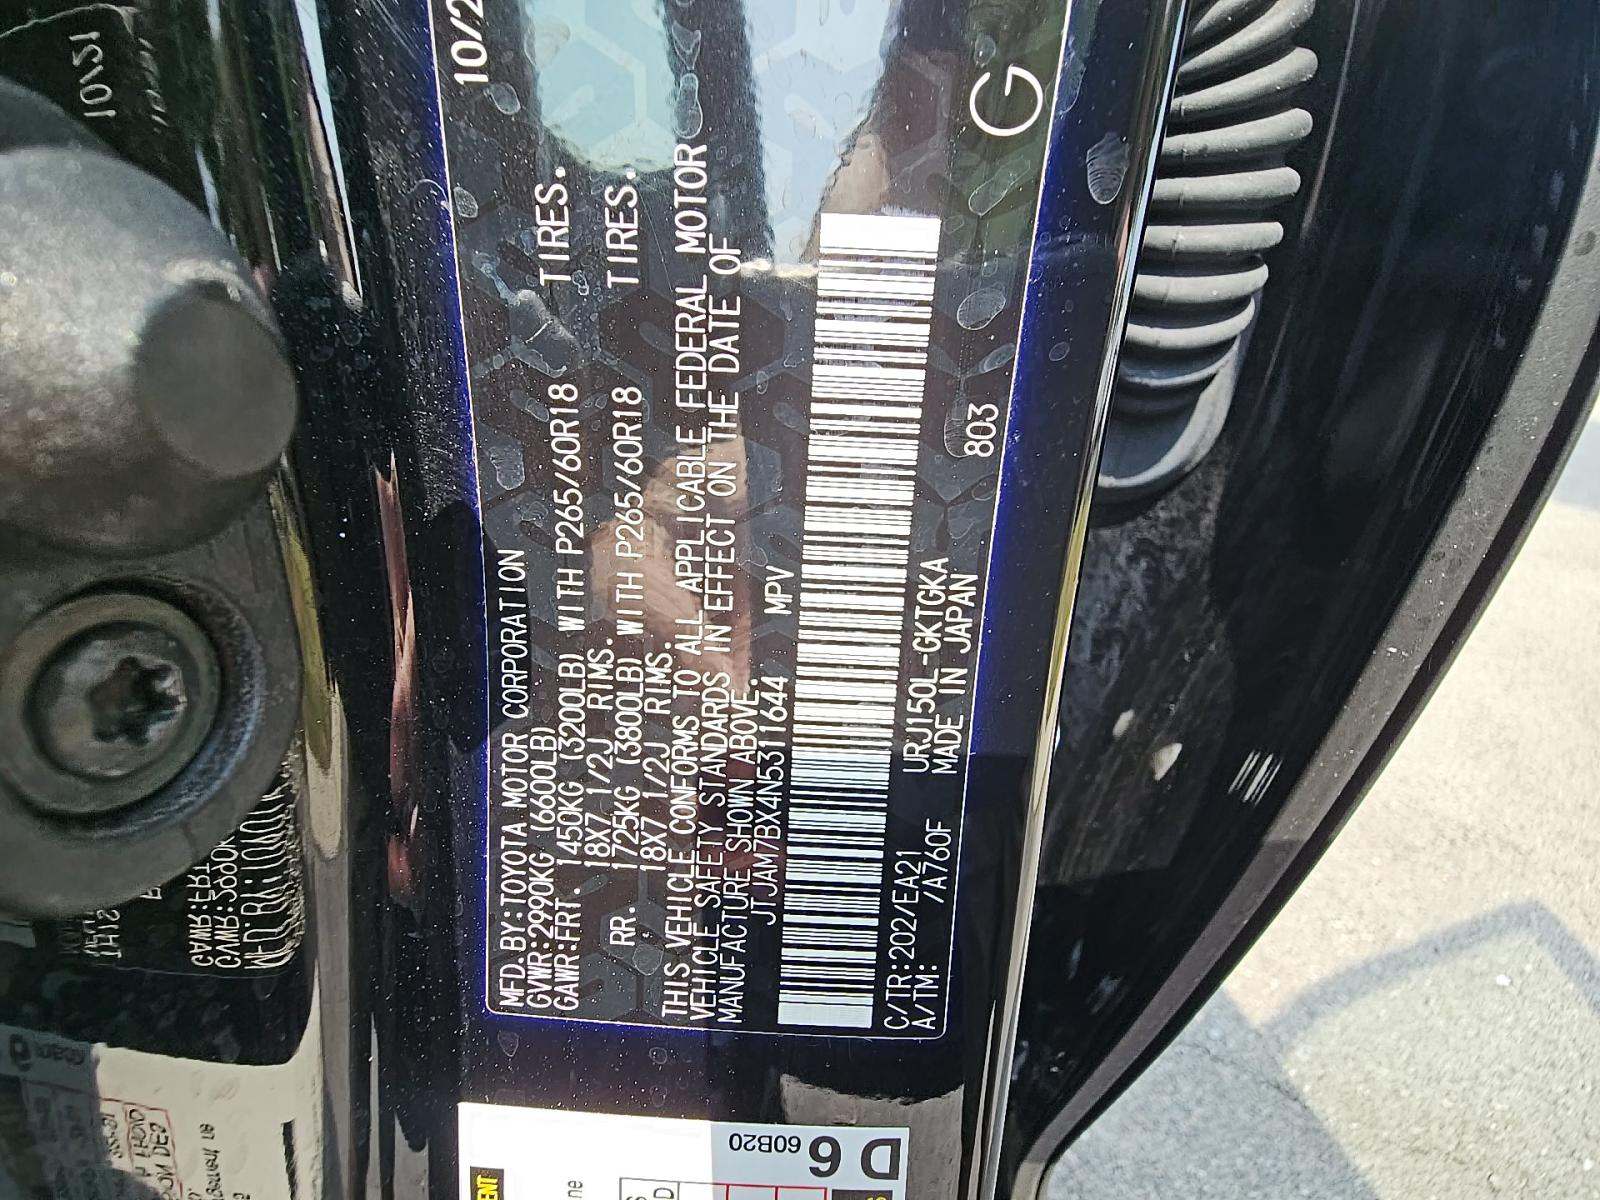 MFD.BY:TOYOTA MOTOR CORPORATION 10/2
GVWR:2990KG (6600LB)
GAWR:FRT. 1450KG (3200LB) WITH P265/60R18 TIRES.
18X7 1/2J RIMS.
RR. 1725KG (3800LB) WITH P265/60R18 TIRES.
18X7 1/2J RIMS.
THIS VEHICLE CONFORMS TO ALL APPLICABLE FEDERAL MOTOR
VEHICLE SAFETY STANDARDS IN EFFECT ON THE DATE OF
MANUFACTURE SHOWN ABOVE.
JTJAM7BX4N5311644 MPV
C/TR:202/EA21 URJ150L-GKTGKA
A/TM: /A760F MADE IN JAPAN
803
G
D6
60B20